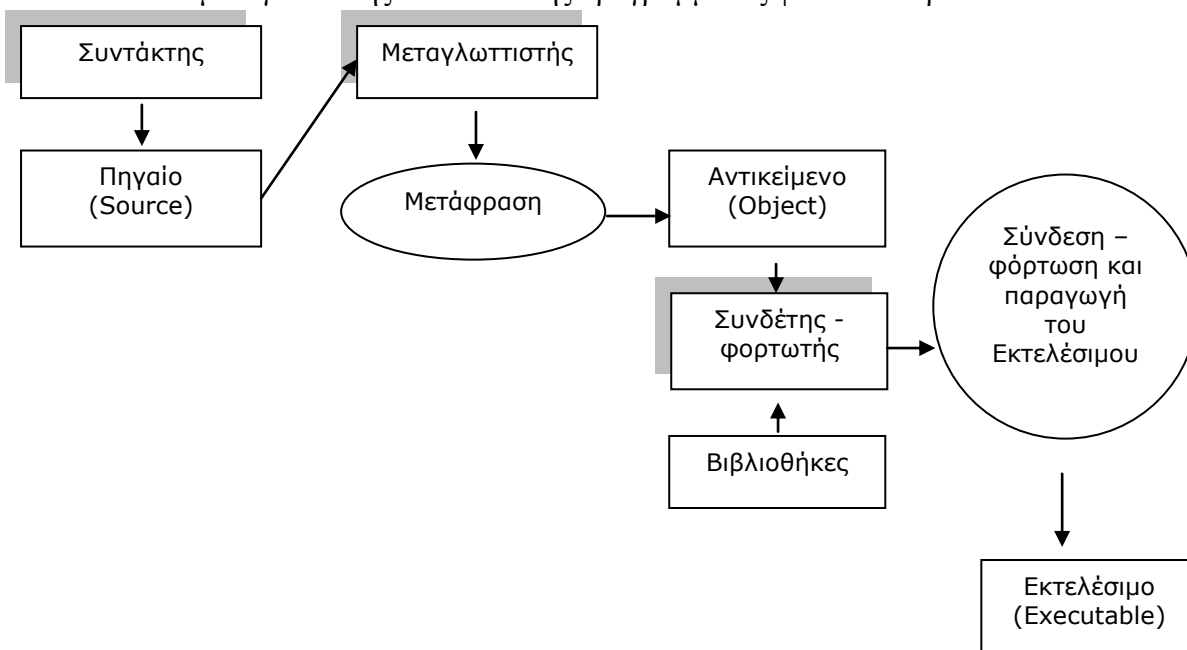 Συντάκτης
Μεταγλωττιστής
Πηγαίο
(Source)
Μετάφραση
Αντικείμενο
(Object)
Σύνδεση –
φόρτωση και
παραγωγή
του
Εκτελέσιμου
Συνδέτης -
φορτωτής
Βιβλιοθήκες
Εκτελέσιμο
(Executable)